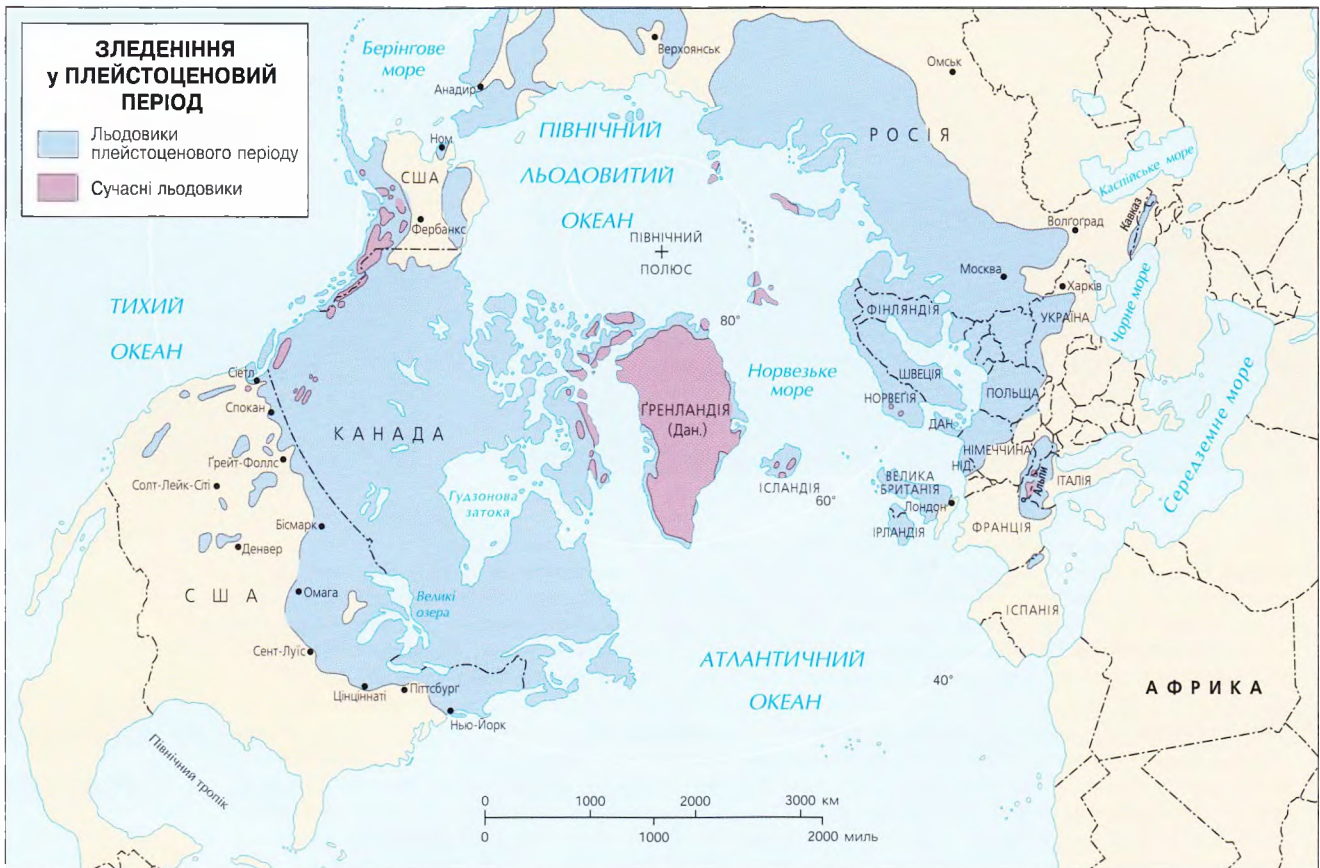 ЗЛЕДЕНІННЯ
у ПЛЕЙСТОЦЕНОВИЙ
ПЕРІОД
Льодовики
плейстоценового періоду
Сучасні льодовики
Берінгове
море
Анадир
Верхоянськ
Омськ
Ном
США
Фербанкс
ПІВНІЧНИЙ
ЛЬОДОВИТИЙ
ОКЕАН
РОСІЯ
Каспійське море
Кавказ
Волгоград
ПІВНІЧНИЙ
ПОЛЮС
Москва
Харків
Чорне море
ТИХИЙ
ОКЕАН
80°
ФІНЛЯНДІЯ
УКРАЇНА
Сіетл
Спокан
Норвезьке
море
ШВЕЦІЯ
НОРВЕГІЯ
ПОЛЬЩА
Середземне море
КАНАДА
ҐРЕНЛАНДІЯ
(Дан.)
ДАН.
Ґрейт-Фоллс
Солт-Лейк-Сіті
НІМЕЧЧИНА
НІД.
Альпи
ІТАЛІЯ
ІСЛАНДІЯ
60°
ВЕЛИКА
БРИТАНІЯ
Лондон
ІРЛАНДІЯ
ФРАНЦІЯ
Гудзонова
затока
Бісмарк
Денвер
США
Омага
Великі
озера
ІСПАНІЯ
Сент-Луїс
АТЛАНТИЧНИЙ
ОКЕАН
40°
АФРИКА
Цінціннаті
Піттсбурґ
Нью-Йорк
Північний тропік
0 1000 2000 3000 км
0 1000 2000 миль